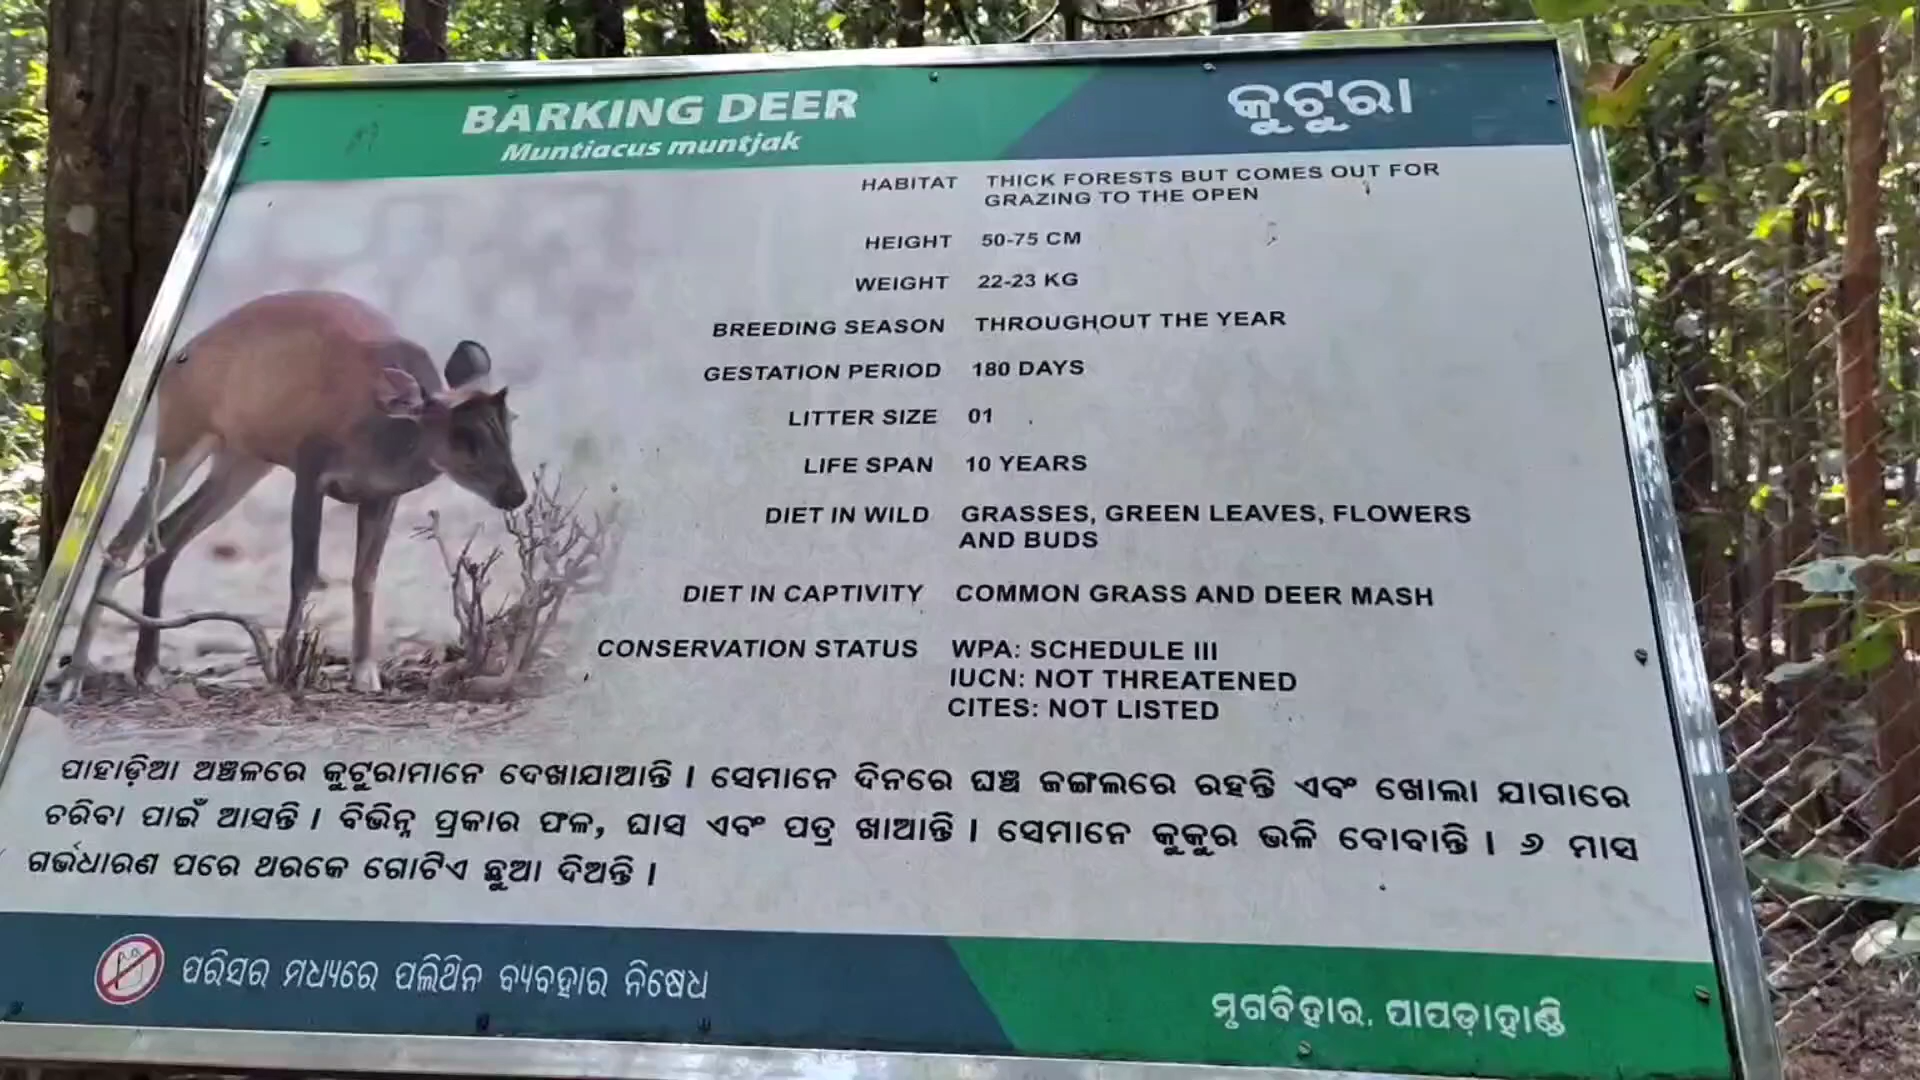 BARKING DEER
Muntiacus muntjak
କୁଟୁରା
HABITAT THICK FORESTS BUT COMES OUT FOR
GRAZING TO THE OPEN
HEIGHT 50-75 CM
WEIGHT 22-23 KG
BREEDING SEASON THROUGHOUT THE YEAR
GESTATION PERIOD 180 DAYS
LITTER SIZE 01
LIFE SPAN 10 YEARS
DIET IN WILD GRASSES, GREEN LEAVES, FLOWERS
AND BUDS
DIET IN CAPTIVITY COMMON GRASS AND DEER MASH
CONSERVATION STATUS WPA: SCHEDULE III
IUCN: NOT THREATENED
CITES: NOT LISTED
ପାହାଡ଼ିଆ ଅଞ୍ଚଳରେ କୁଟୁରାମାନେ ଦେଖାଯାଆନ୍ତି । ସେମାନେ ଦିନରେ ଘଞ୍ଚ ଜଙ୍ଗଲରେ ରହନ୍ତି ଏବଂ ଖୋଲା ଯାଗାରେ
ଚରିବା ପାଇଁ ଆସନ୍ତି । ବିଭିନ୍ନ ପ୍ରକାର ଫଳ, ଘାସ ଏବଂ ପତ୍ର ଖାଆନ୍ତି । ସେମାନେ କୁକୁର ଭଳି ବୋବାନ୍ତି । ୬ ମାସ
ଗର୍ଭଧାରଣ ପରେ ଥରକେ ଗୋଟିଏ ଛୁଆ ଦିଅନ୍ତି ।
ପରିସର ମଧ୍ୟରେ ପଲିଥିନ ବ୍ୟବହାର ନିଷେଧ
ମୃଗବିହାର, ପାପଡ଼ାହାଣ୍ଡି